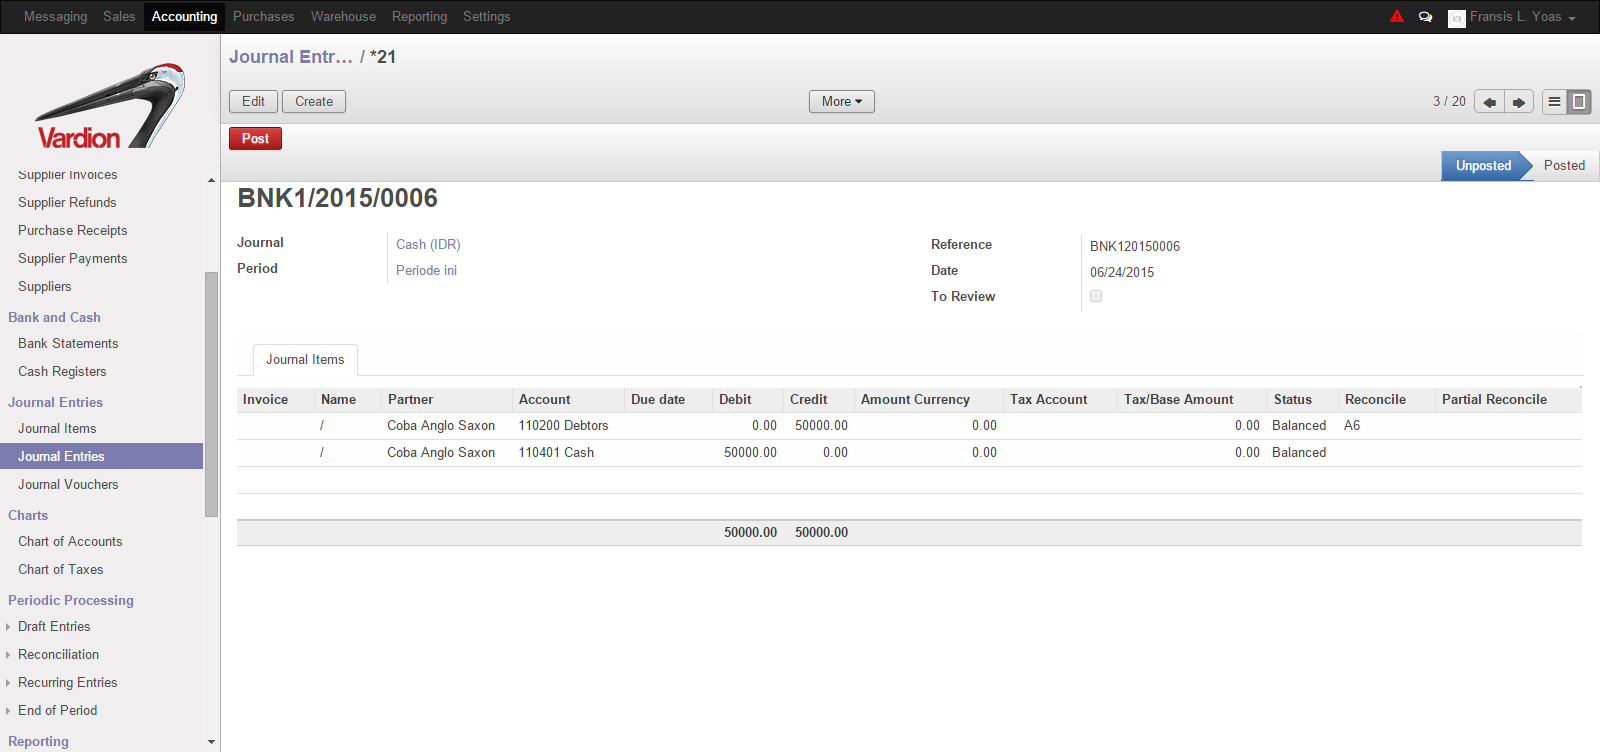 Messaging Sales Accounting Purchases Warehouse Reporting Settings Fransis L. Yoas
Vardion
Supplier Invoices
Supplier Refunds
Purchase Receipts
Supplier Payments
Suppliers
Bank and Cash
Bank Statements
Cash Registers
Journal Entries
Journal Items
Journal Entries
Journal Vouchers
Charts
Chart of Accounts
Chart of Taxes
Periodic Processing
Draft Entries
Reconciliation
Recurring Entries
End of Period
Reporting
Journal Entr... / *21
Edit Create More 3 / 20
Post
Unposted Posted
BNK1/2015/0006
Journal Cash (IDR)
Period Periode ini
Reference BNK120150006
Date 06/24/2015
To Review
Journal Items
Invoice Name Partner Account Due date Debit Credit Amount Currency Tax Account Tax/Base Amount Status Reconcile Partial Reconcile
/ Coba Anglo Saxon 110200 Debtors 0.00 50000.00 0.00 0.00 Balanced A6
/ Coba Anglo Saxon 110401 Cash 50000.00 0.00 0.00 0.00 Balanced
50000.00 50000.00